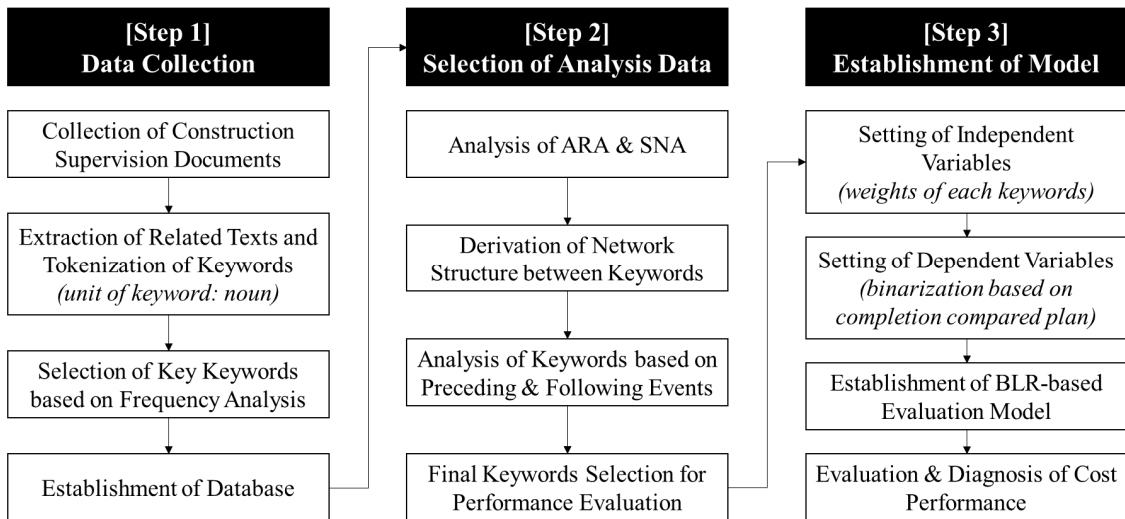 [Step 1]
Data Collection
Collection of Construction
Supervision Documents
Extraction of Related Texts and
Tokenization of Keywords
(unit of keyword: noun)
Selection of Key Keywords
based on Frequency Analysis
Establishment of Database
[Step 2]
Selection of Analysis Data
Analysis of ARA & SNA
Derivation of Network
Structure between Keywords
Analysis of Keywords based on
Preceding & Following Events
Final Keywords Selection for
Performance Evaluation
[Step 3]
Establishment of Model
Setting of Independent
Variables
(weights of each keywords)
Setting of Dependent Variables
(binarization based on
completion compared plan)
Establishment of BLR-based
Evaluation Model
Evaluation & Diagnosis of Cost
Performance